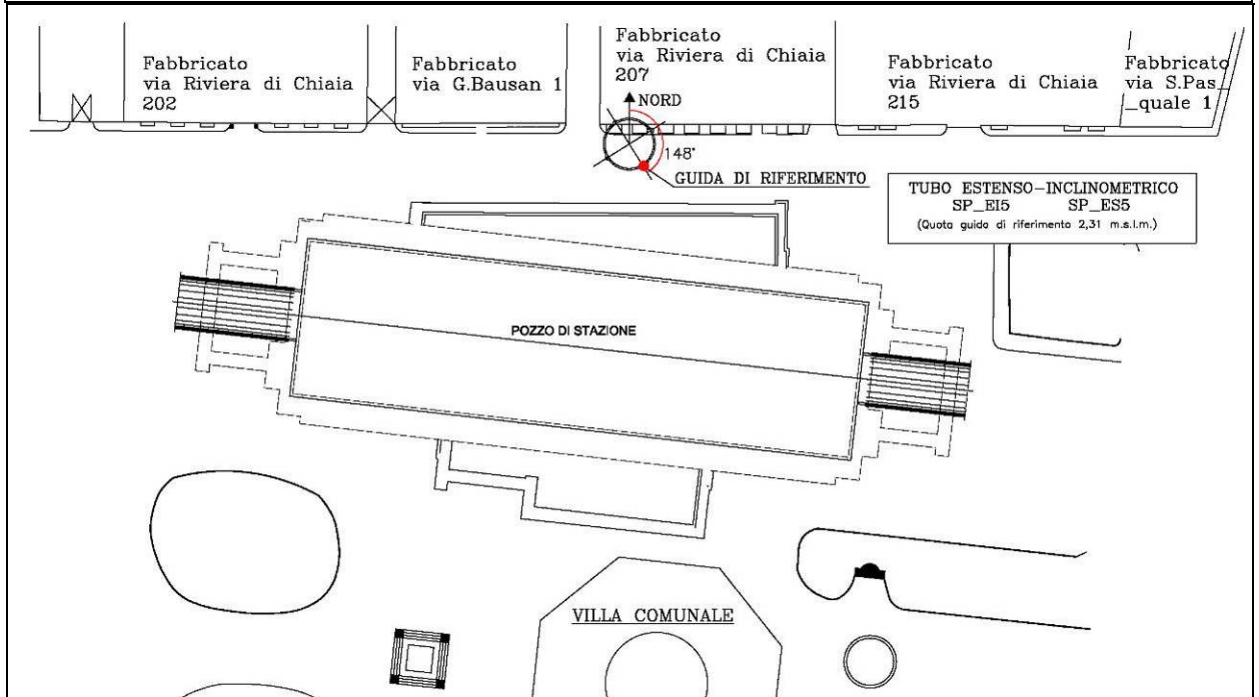 Fabbricato
via Riviera di Chiaia
202
Fabbricato
via G.Bausan 1
Fabbricato
via Riviera di Chiaia
207
Fabbricato
via Riviera di Chiaia
215
Fabbricato
via S.Pas_
_quale 1
NORD
148°
GUIDA DI RIFERIMENTO
TUBO ESTENSO-INCLINOMETRICO
SP_EI5 SP_ES5
(Quota guida di riferimento 2,31 m.s.l.m.)
POZZO DI STAZIONE
VILLA COMUNALE